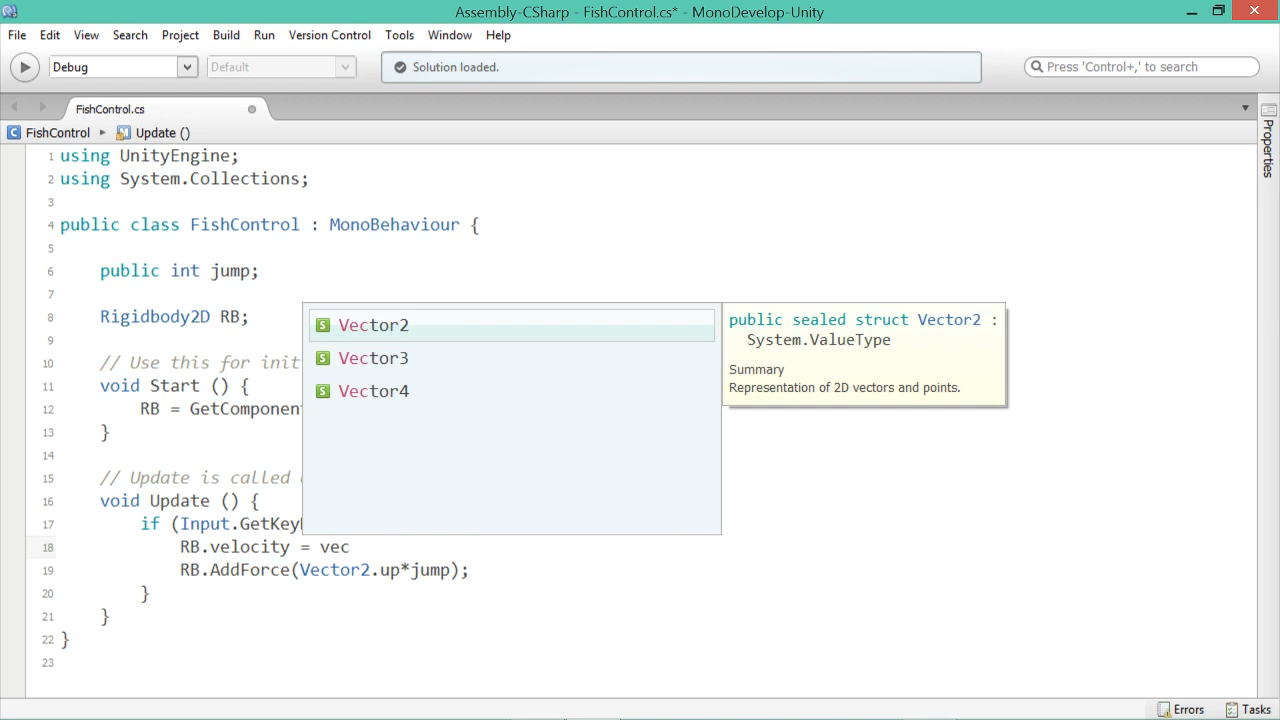 Assembly-CSharp - FishControl.cs* - MonoDevelop-Unity
File Edit View Search Project Build Run Version Control Tools Window Help
Debug Default Solution loaded. Press 'Control+,' to search
FishControl.cs
FishControl Update ()
Properties
1 using UnityEngine;
2 using System.Collections;
3
4 public class FishControl : MonoBehaviour {
5
6 public int jump;
7
8 Rigidbody2D RB;
9
10 // Use this for init
11 void Start () {
12 RB = GetComponent
13 }
14
15 // Update is called
16 void Update () {
17 if (Input.GetKey
18 RB.velocity = vec
19 RB.AddForce(Vector2.up*jump);
20 }
21 }
22 }
23
Vector2
Vector3
Vector4
public sealed struct Vector2 :
System.ValueType
Summary
Representation of 2D vectors and points.
Errors Tasks